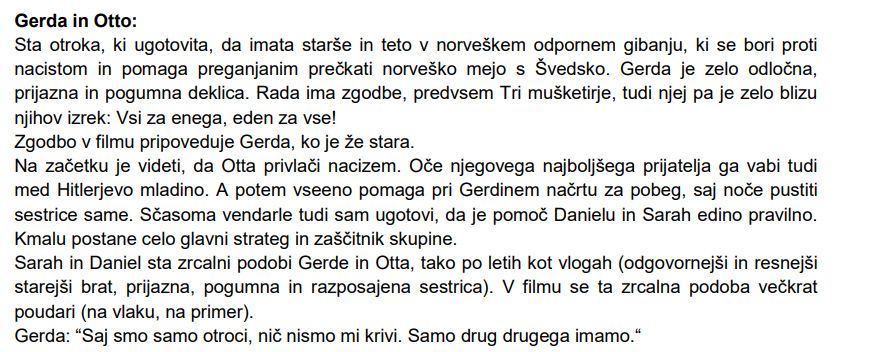 Gerda in Otto:
Sta otroka, ki ugotovita, da imata starše in teto v norveškem odpornem gibanju, ki se bori proti
nacistom in pomaga preganjanim prečkati norveško mejo s Švedsko. Gerda je zelo odločna,
prijazna in pogumna deklica. Rada ima zgodbe, predvsem Tri mušketirje, tudi njej pa je zelo blizu
njihov izrek: Vsi za enega, eden za vse!
Zgodbo v filmu pripoveduje Gerda, ko je že stara.
Na začetku je videti, da Otta privlači nacizem. Oče njegovega najboljšega prijatelja ga vabi tudi
med Hitlerjevo mladino. A potem vseeno pomaga pri Gerdinem načrtu za pobeg, saj noče pustiti
sestrice same. Sčasoma vendarle tudi sam ugotovi, da je pomoč Danielu in Sarah edino pravilno.
Kmalu postane celo glavni strateg in zaščitnik skupine.
Sarah in Daniel sta zrcalni podobi Gerde in Otta, tako po letih kot vlogah (odgovornejši in resnejši
starejši brat, prijazna, pogumna in razposajena sestrica). V filmu se ta zrcalna podoba večkrat
poudari (na vlaku, na primer).
Gerda: “Saj smo samo otroci, nič nismo mi krivi. Samo drug drugega imamo.“